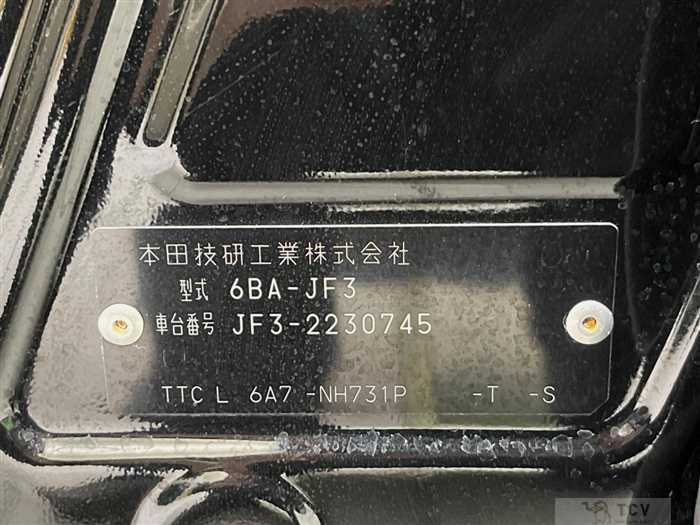 本田技研工業株式会社
型式 6BA-JF3
車台番号 JF3-2230745
TTC L 6A7 -NH731P -T -S
TCV